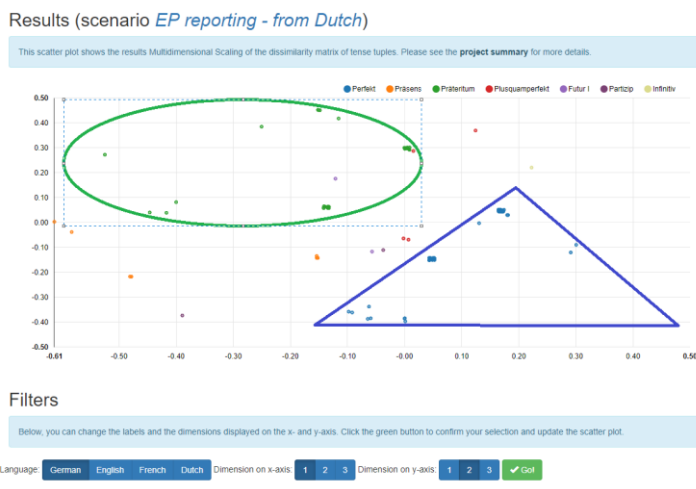 Results (scenario EP reporting - from Dutch)
This scatter plot shows the results Multidimensional Scaling of the dissimilarity matrix of tense tuples. Please see the project summary for more details.
Perfekt Präsens Präteritum Plusquamperfekt Futur I Partizip Infinitiv
0.50
0.40
0.30
0.20
0.10
0.00
-0.10
-0.20
-0.30
-0.40
-0.50
-0.61 -0.50 -0.40 -0.30 -0.20 -0.10 -0.00 0.10 0.20 0.30 0.40 0.50
Filters
Below, you can change the labels and the dimensions displayed on the x- and y-axis. Click the green button to confirm your selection and update the scatter plot.
Language: German English French Dutch Dimension on x-axis: 1 2 3 Dimension on y-axis: 1 2 3 Go!